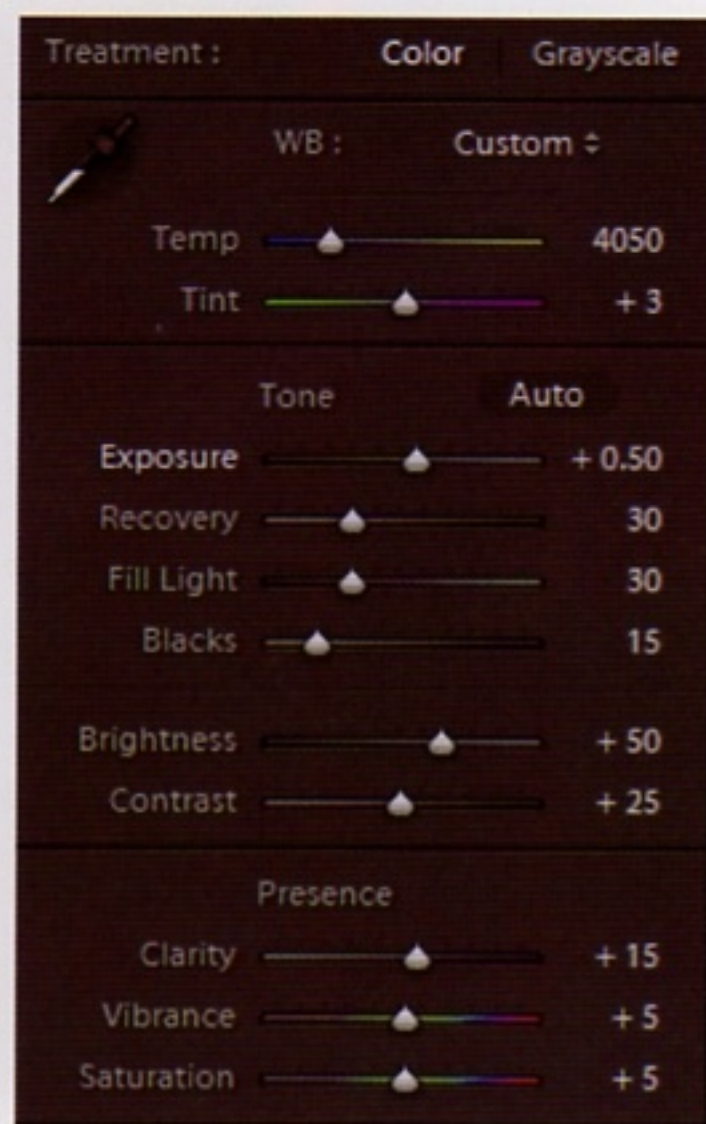 Treatment : Color Grayscale
WB : Custom
Temp 4050
Tint + 3
Tone Auto
Exposure + 0.50
Recovery 30
Fill Light 30
Blacks 15
Brightness + 50
Contrast + 25
Presence
Clarity + 15
Vibrance + 5
Saturation + 5